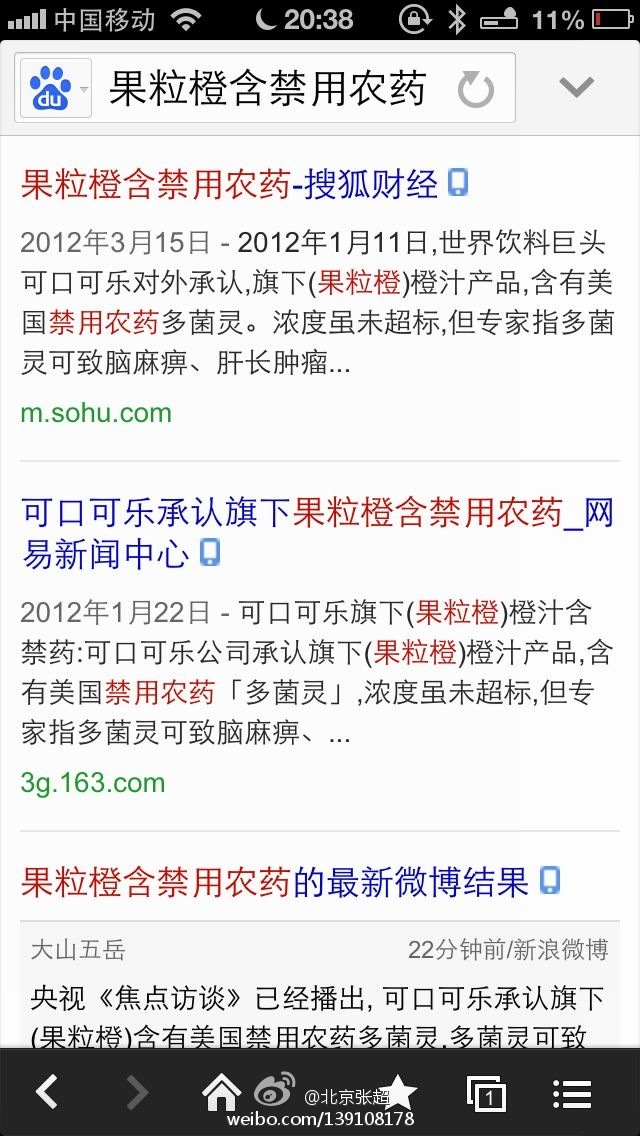 中国移动 20:38 11%
du 果粒橙含禁用农药
果粒橙含禁用农药-搜狐财经
2012年3月15日 - 2012年1月11日,世界饮料巨头
可口可乐对外承认,旗下(果粒橙)橙汁产品,含有美
国禁用农药多菌灵。浓度虽未超标,但专家指多菌
灵可致脑麻痹、肝长肿瘤...
m.sohu.com
可口可乐承认旗下果粒橙含禁用农药_网
易新闻中心
2012年1月22日 - 可口可乐旗下(果粒橙)橙汁含
禁药:可口可乐公司承认旗下(果粒橙)橙汁产品,含
有美国禁用农药「多菌灵」,浓度虽未超标,但专
家指多菌灵可致脑麻痹、...
3g.163.com
果粒橙含禁用农药的最新微博结果
大山五岳 22分钟前/新浪微博
央视《焦点访谈》已经播出, 可口可乐承认旗下
(果粒橙)含有美国禁用农药多菌灵,多菌灵可致
@北京张超 1
weibo.com/139108178